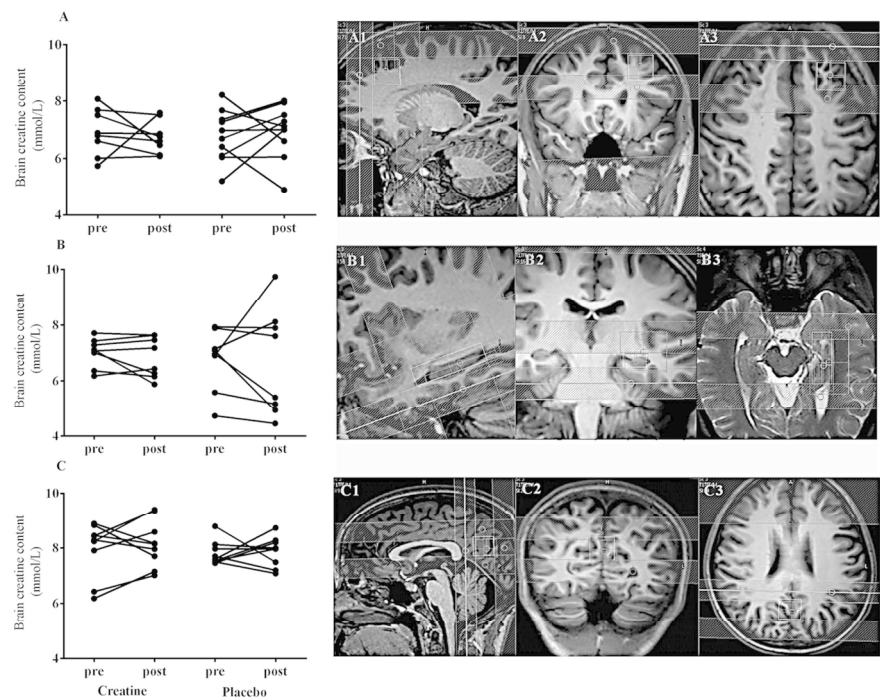 A
Brain creatine content
(mmol/L)
10
8
6
4
pre
post
pre
post
A1
A2
A3
B
Brain creatine content
(mmol/L)
10
8
6
4
pre
post
pre
post
B1
B2
B3
C
Brain creatine content
(mmol/L)
10
8
6
4
pre
post
pre
post
Creatine
Placebo
C1
C2
C3